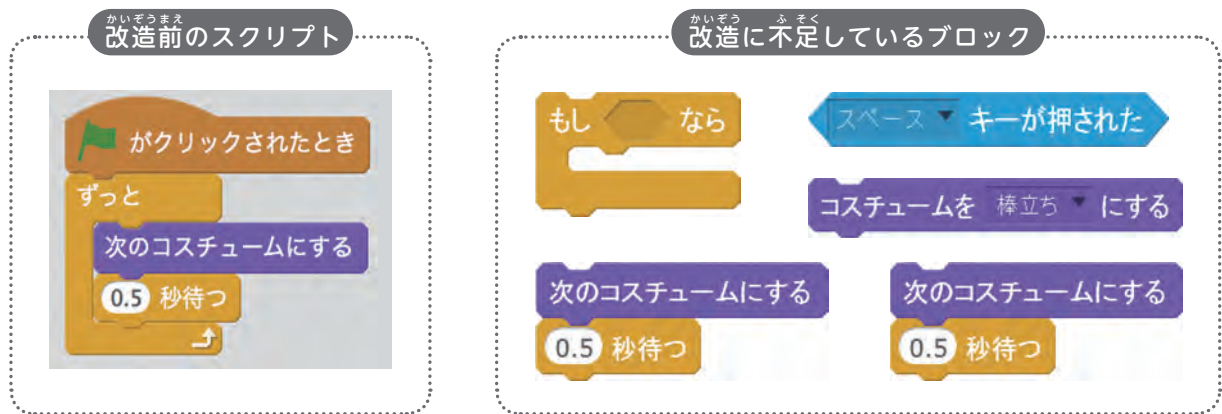 かいぞうまえ
改造前のスクリプト
がクリックされたとき
ずっと
次のコスチュームにする
0.5 秒待つ
かいぞう ふそく
改造に不足しているブロック
もし なら
スペース キーが押された
コスチュームを 棒立ち にする
次のコスチュームにする
0.5 秒待つ
次のコスチュームにする
0.5 秒待つ